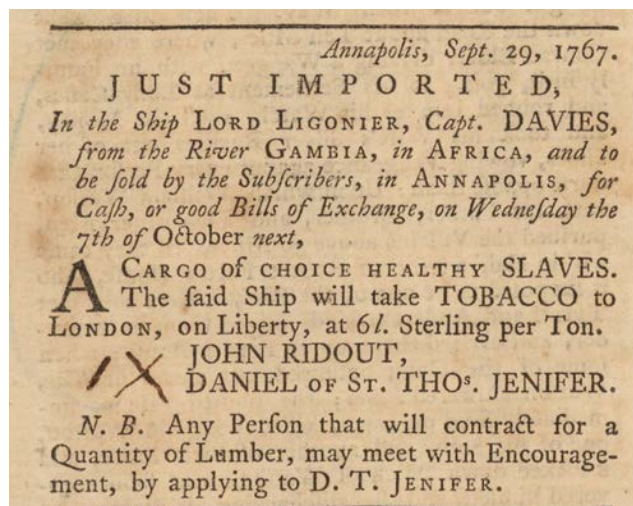 Annapolis, Sept. 29, 1767.
JUST IMPORTED,
In the Ship LORD LIGONIER, Capt. DAVIES,
from the River GAMBIA, in AFRICA, and to
be ſold by the Subſcribers, in ANNAPOLIS, for
Caſh, or good Bills of Exchange, on Wedneſday the
7th of October next,
A CARGO of CHOICE HEALTHY SLAVES.
The ſaid Ship will take TOBACCO to
LONDON, on Liberty, at 6l. Sterling per Ton.
JOHN RIDOUT,
DANIEL OF ST. THOˢ. JENIFER.
N. B. Any Perſon that will contract for a
Quantity of Lumber, may meet with Encourage-
ment, by applying to D. T. JENIFER.